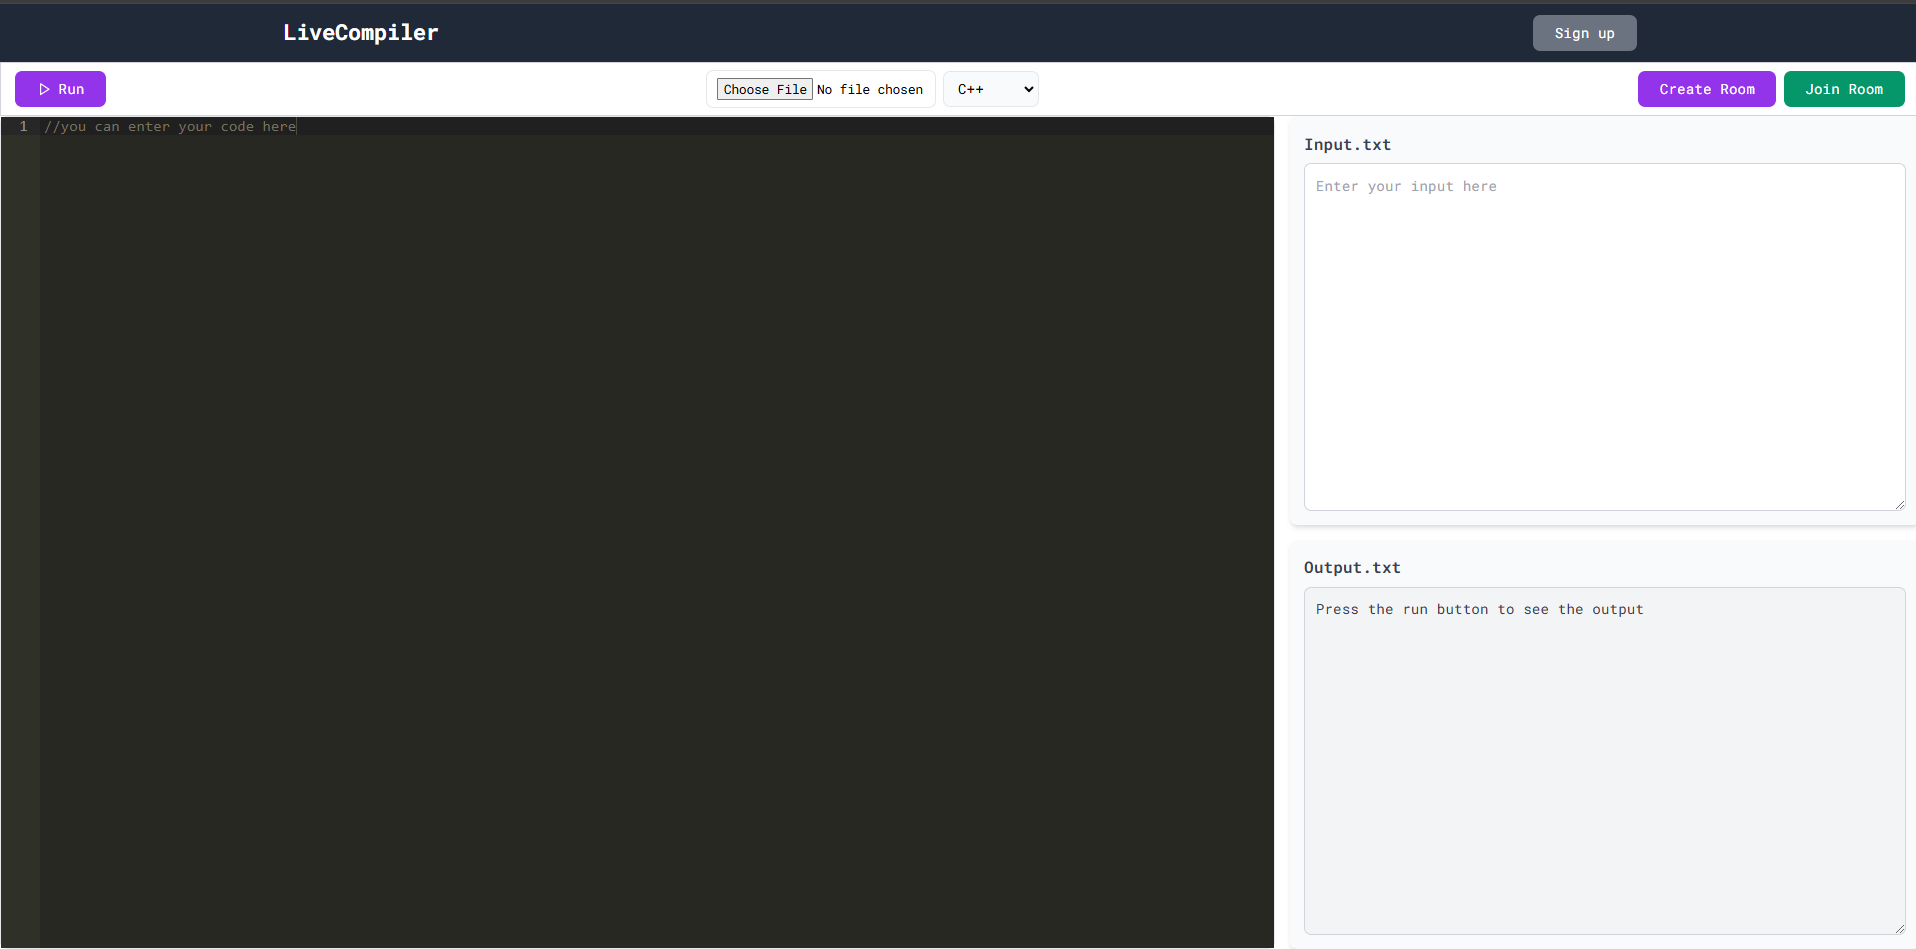 LiveCompiler
Sign up
Run
Choose File No file chosen
C++
Create Room
Join Room
1 //you can enter your code here
Input.txt
Enter your input here
Output.txt
Press the run button to see the output